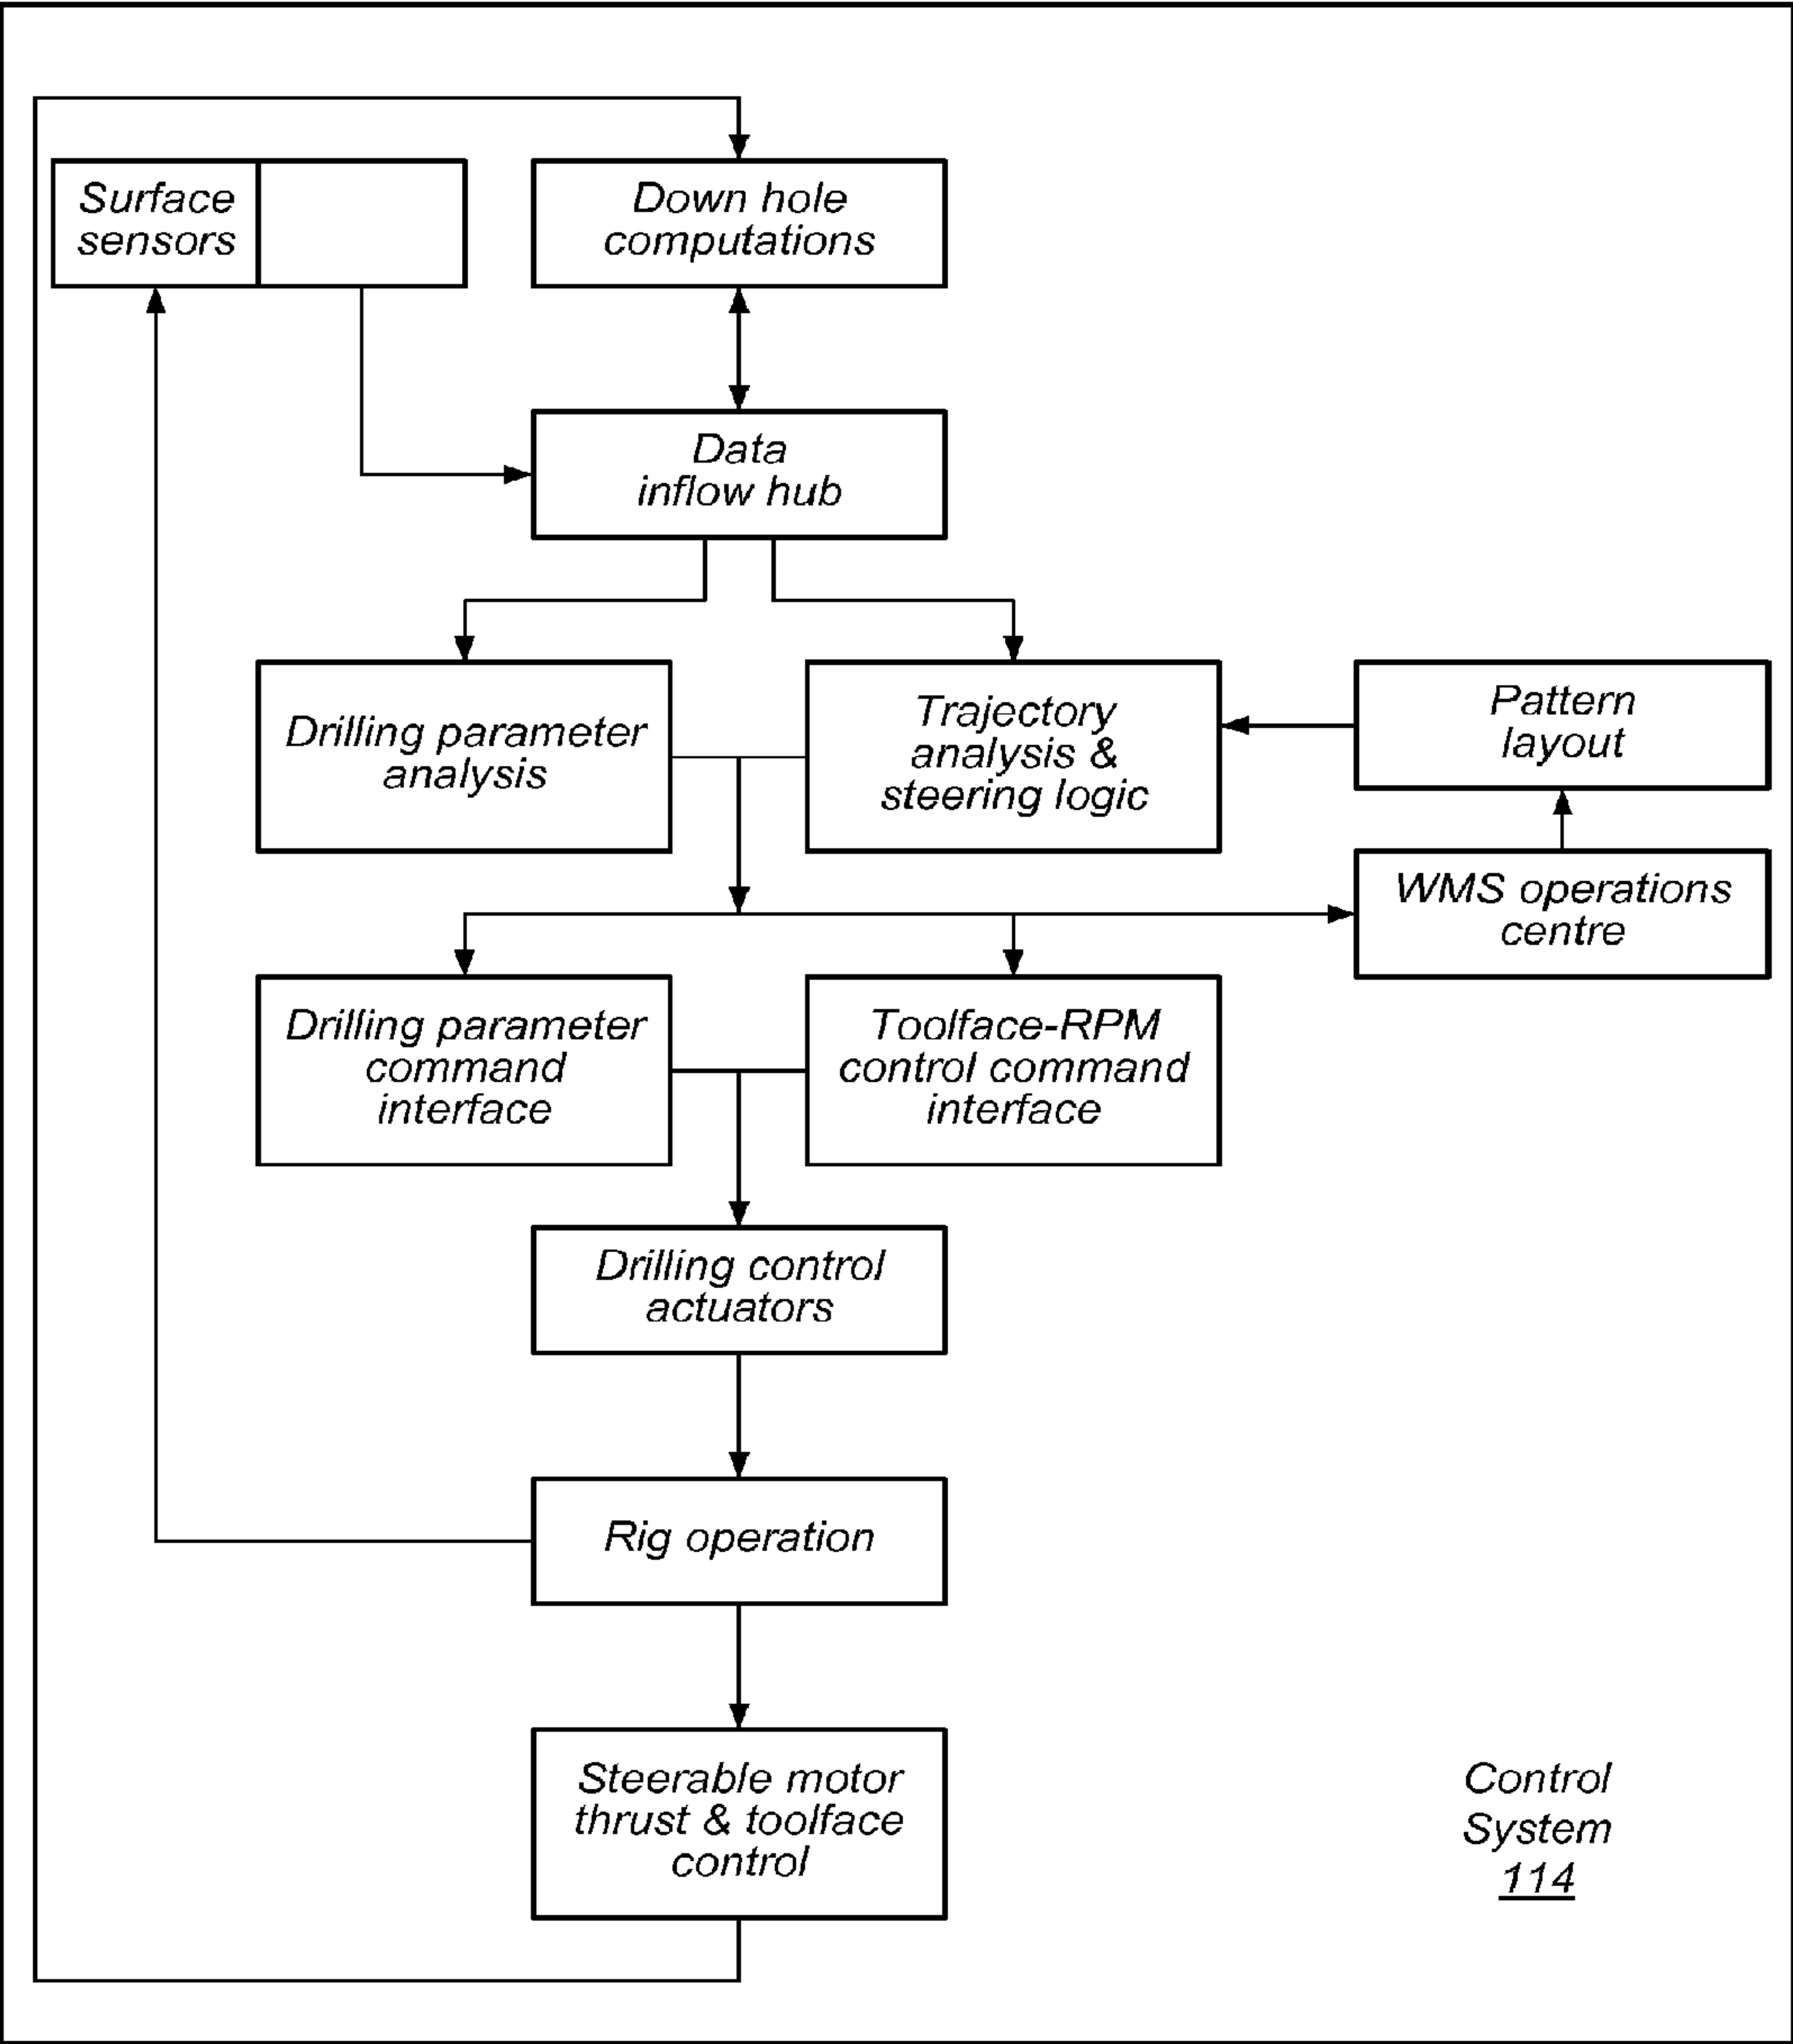 Surface
sensors
Down hole
computations
Data
inflow hub
Drilling parameter
analysis
Trajectory
analysis &
steering logic
Pattern
layout
WMS operations
centre
Drilling parameter
command
interface
Toolface-RPM
control command
interface
Drilling control
actuators
Rig operation
Steerable motor
thrust & toolface
control
Control
System
114